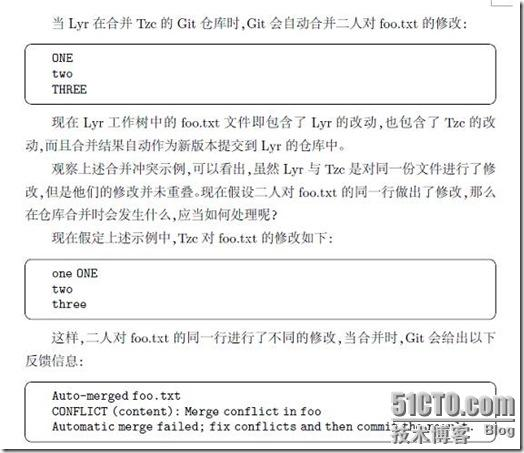 当 Lyr 在合并 Tzc 的 Git 仓库时,Git 会自动合并二人对 foo.txt 的修改:
ONE
two
THREE
现在 Lyr 工作树中的 foo.txt 文件即包含了 Lyr 的改动,也包含了 Tzc 的改
动,而且合并结果自动作为新版本提交到 Lyr 的仓库中。
观察上述合并冲突示例,可以看出,虽然 Lyr 与 Tzc 是对同一份文件进行了修
改,但是他们的修改并未重叠。现在假设二人对 foo.txt 的同一行做出了修改,那么
在仓库合并时会发生什么,应当如何处理呢?
现在假定上述示例中,Tzc 对 foo.txt 的修改如下:
one ONE
two
three
这样,二人对 foo.txt 的同一行进行了不同的修改,当合并时,Git 会给出以下
反馈信息:
Auto-merged foo.txt
CONFLICT (content): Merge conflict in foo
Automatic merge failed; fix conflicts and then commit the
51CTO.com
技术博客 Blog